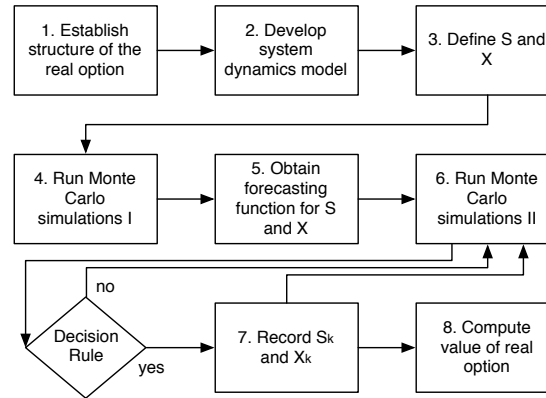 1. Establish
structure of the
real option
2. Develop
system
dynamics model
3. Define S and
X
4. Run Monte
Carlo
simulations I
5. Obtain
forecasting
function for S
and X
6. Run Monte
Carlo
simulations II
no
Decision
Rule
yes
7. Record Sk
and Xk
8. Compute
value of real
option